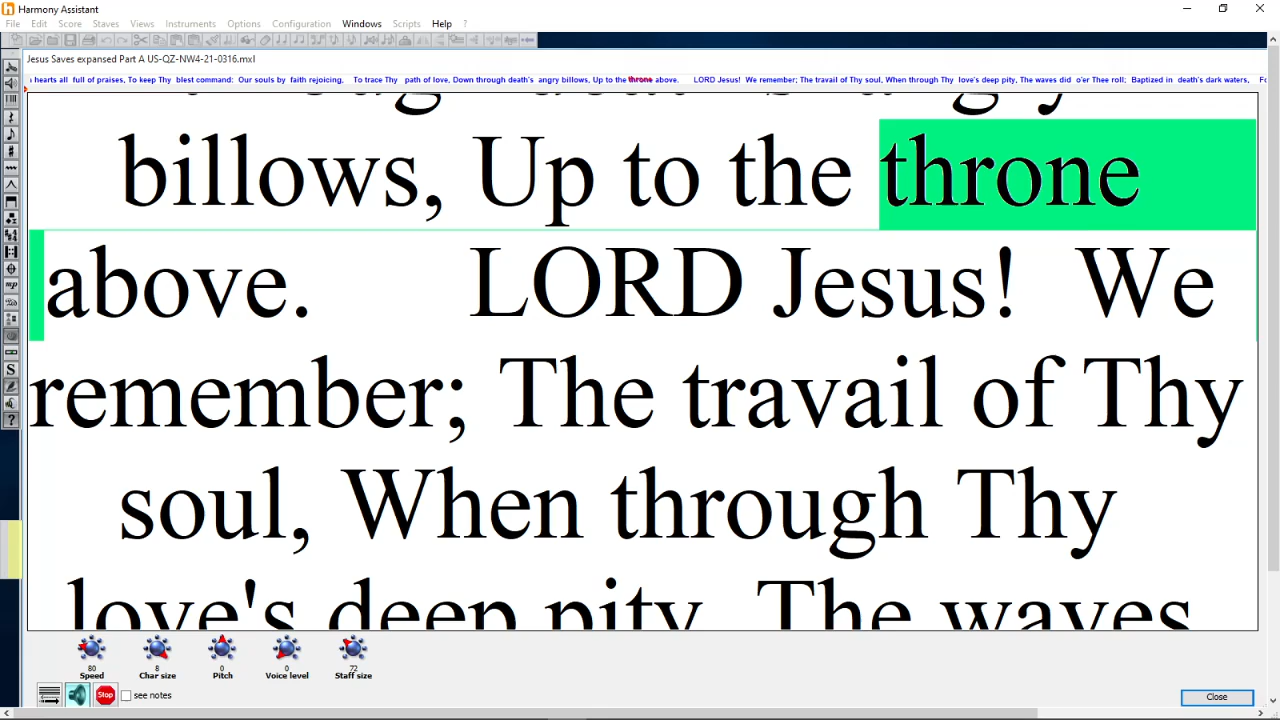 Harmony Assistant
File Edit Score Staves Views Instruments Options Configuration Windows Scripts Help ?
Jesus Saves expansed Part A US-QZ-NW4-21-0316.mxl
hearts all full of praises, To keep Thy blest command: Our souls by faith rejoicing, To trace Thy path of love, Down through death's angry billows, Up to the throne above. LORD Jesus! We remember; The travail of Thy soul, When through Thy love's deep pity, The waves did o'er Thee roll; Baptized in death's dark waters,
billows, Up to the throne
above. LORD Jesus! We
remember; The travail of Thy
soul, When through Thy
love's deep pity, The waves
80 8 0 0 72
Speed Char size Pitch Voice level Staff size
Stop see notes
Close